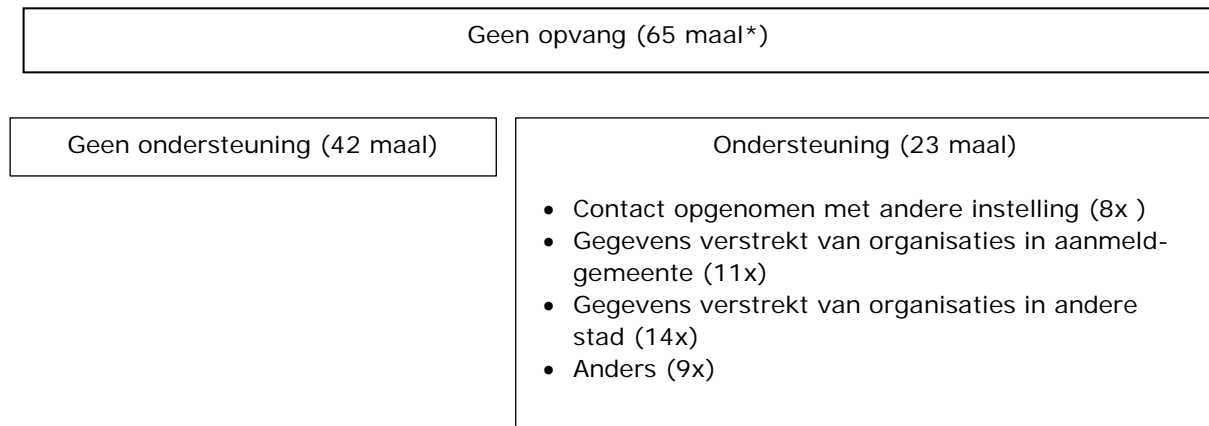 Geen opvang (65 maal*)
Geen ondersteuning (42 maal)
Ondersteuning (23 maal)
• Contact opgenomen met andere instelling (8x )
• Gegevens verstrekt van organisaties in aanmeld-
gemeente (11x)
• Gegevens verstrekt van organisaties in andere
stad (14x)
• Anders (9x)